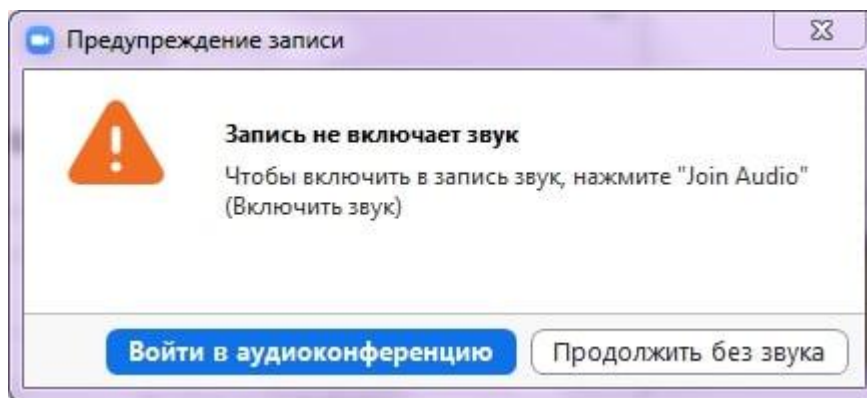 Предупреждение записи
Запись не включает звук
Чтобы включить в запись звук, нажмите "Join Audio"
(Включить звук)
Войти в аудиоконференцию
Продолжить без звука